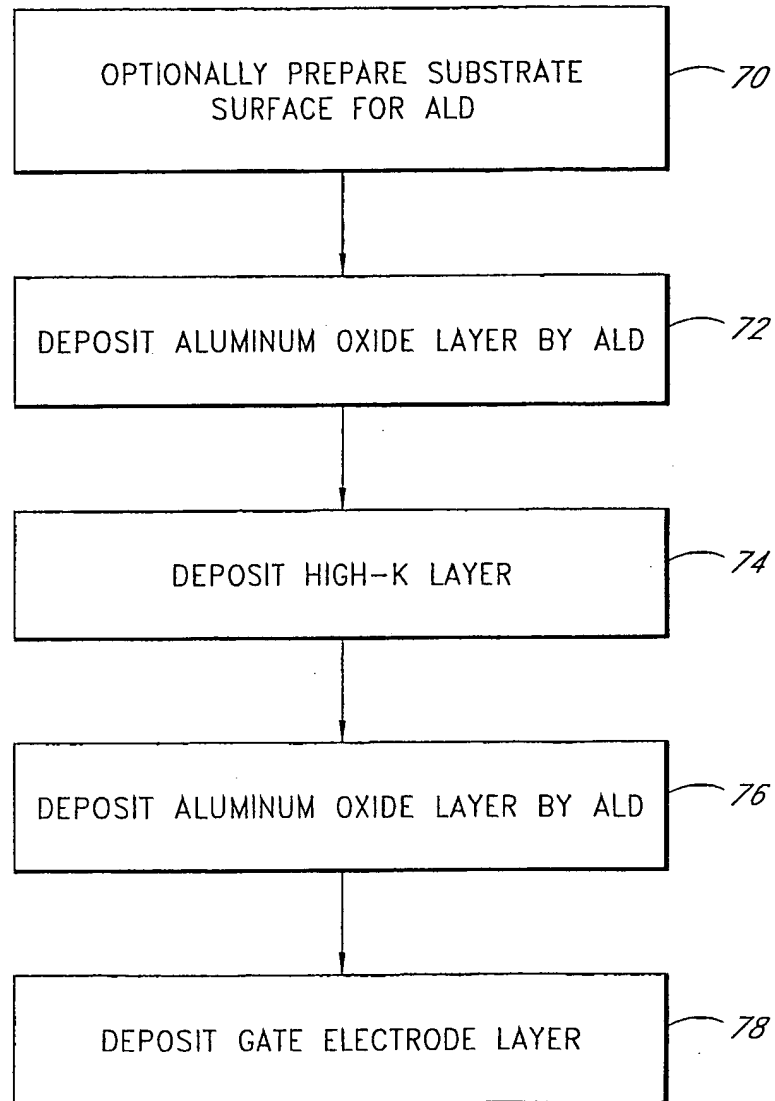 OPTIONALLY PREPARE SUBSTRATE
SURFACE FOR ALD
70
DEPOSIT ALUMINUM OXIDE LAYER BY ALD
72
DEPOSIT HIGH-K LAYER
74
DEPOSIT ALUMINUM OXIDE LAYER BY ALD
76
DEPOSIT GATE ELECTRODE LAYER
78